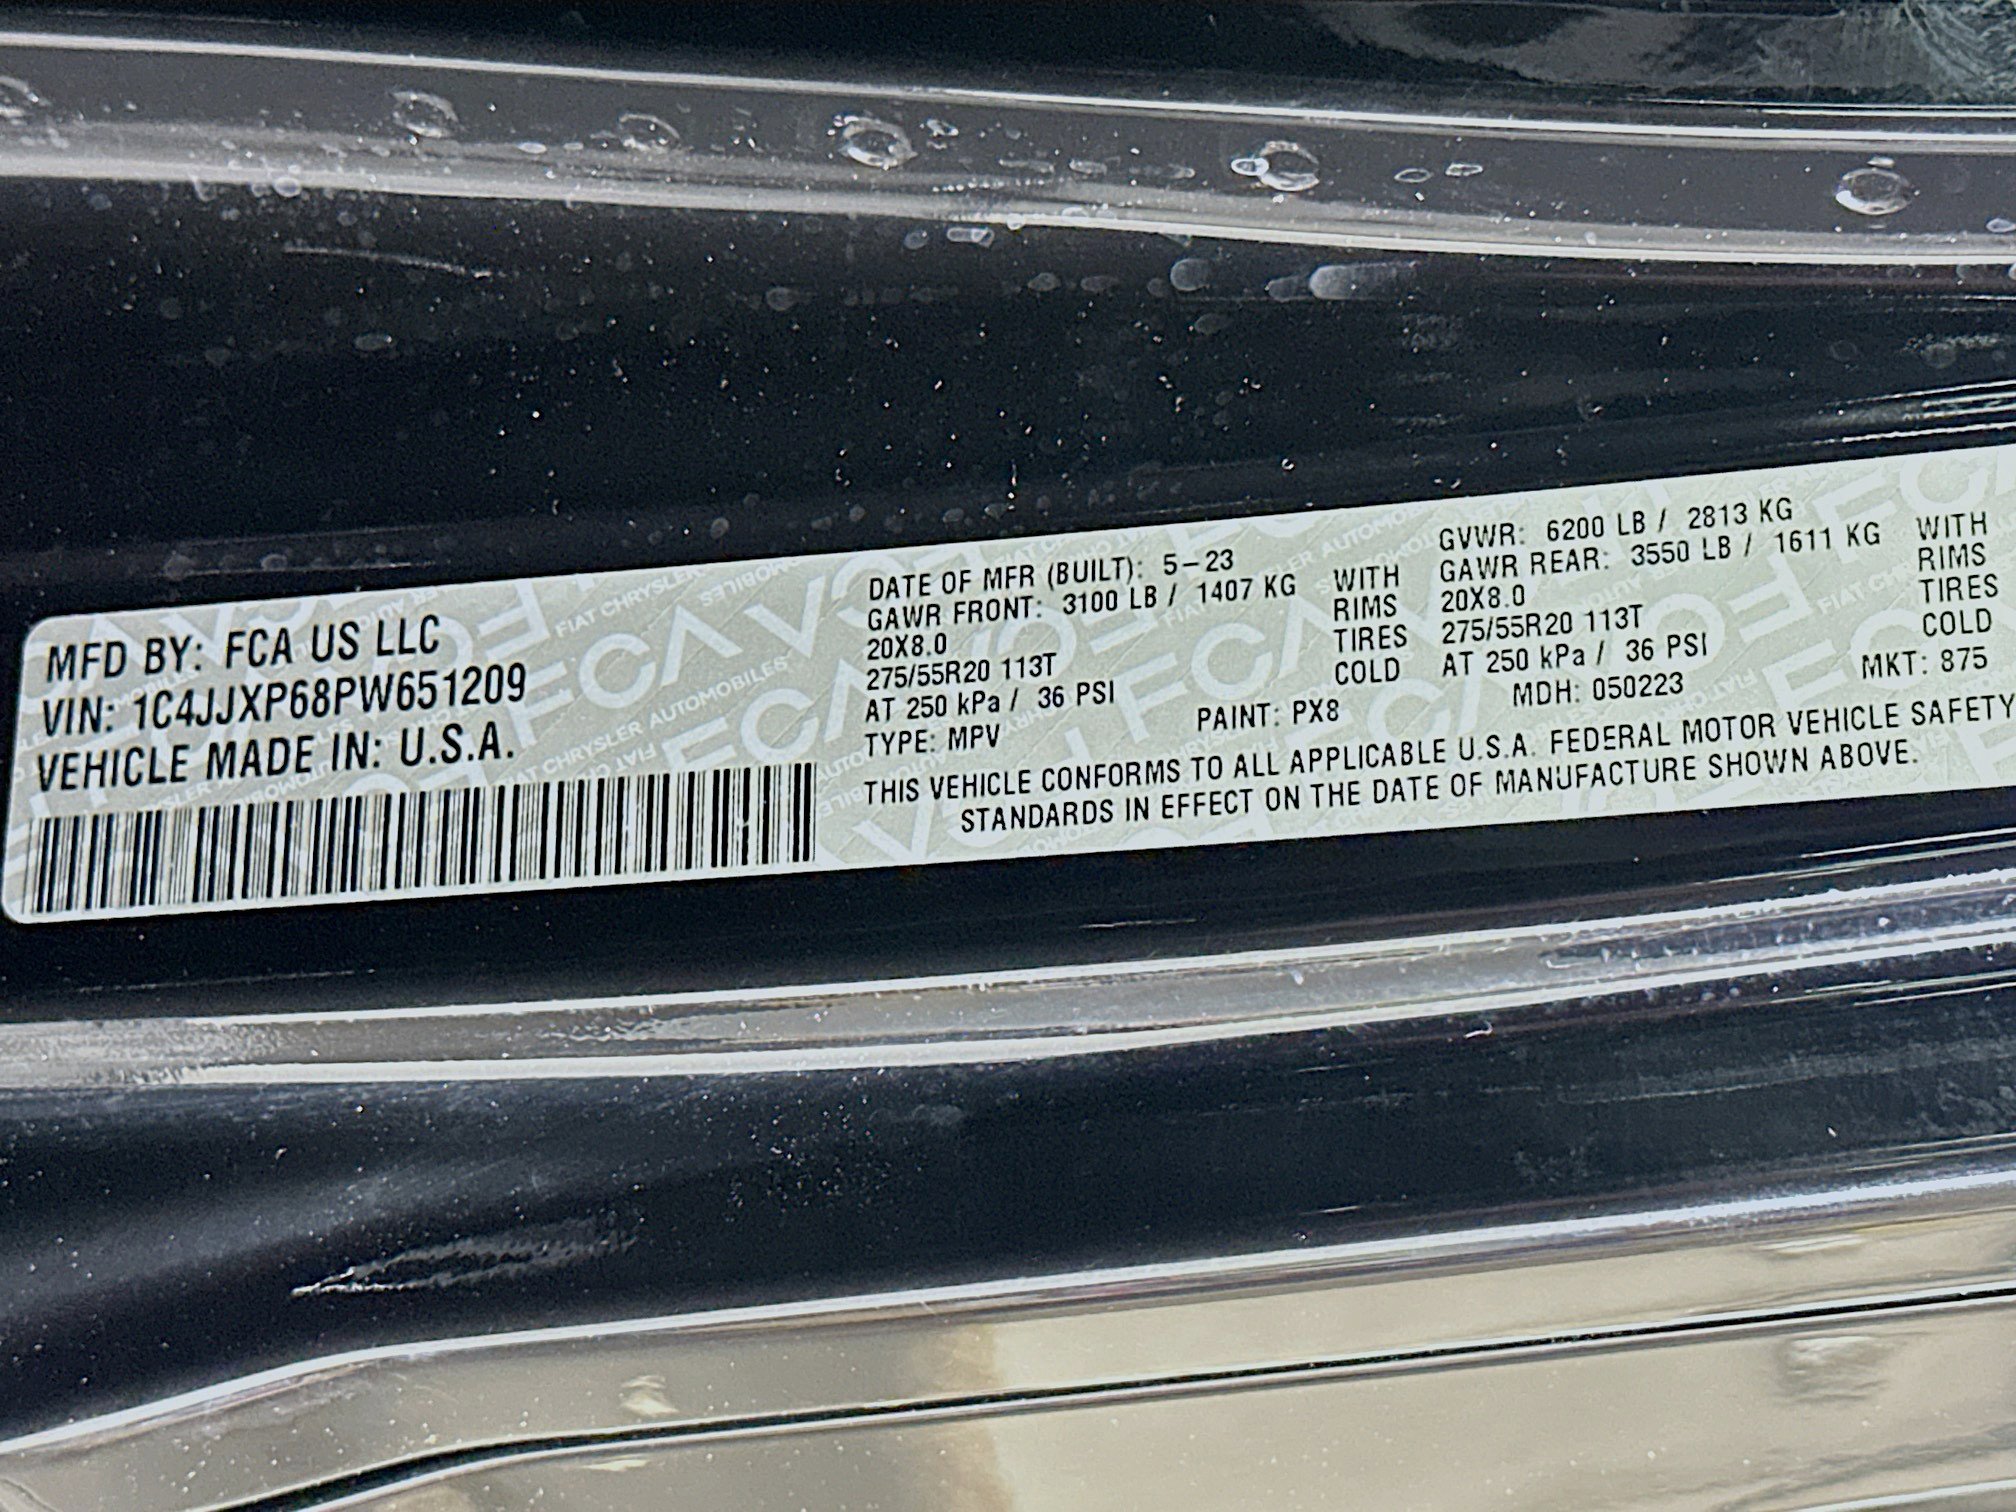 MFD BY: FCA US LLC
VIN: 1C4JJXP68PW651209
VEHICLE MADE IN: U.S.A.
DATE OF MFR (BUILT): 5-23
GAWR FRONT: 3100 LB / 1407 KG WITH
20X8.0 RIMS
275/55R20 113T TIRES
AT 250 kPa / 36 PSI COLD
TYPE: MPV PAINT: PX8
GVWR: 6200 LB / 2813 KG
GAWR REAR: 3550 LB / 1611 KG WITH
20X8.0 RIMS
275/55R20 113T TIRES
AT 250 kPa / 36 PSI COLD
MDH: 050223 MKT: 875
THIS VEHICLE CONFORMS TO ALL APPLICABLE U.S.A. FEDERAL MOTOR VEHICLE SAFETY
STANDARDS IN EFFECT ON THE DATE OF MANUFACTURE SHOWN ABOVE.